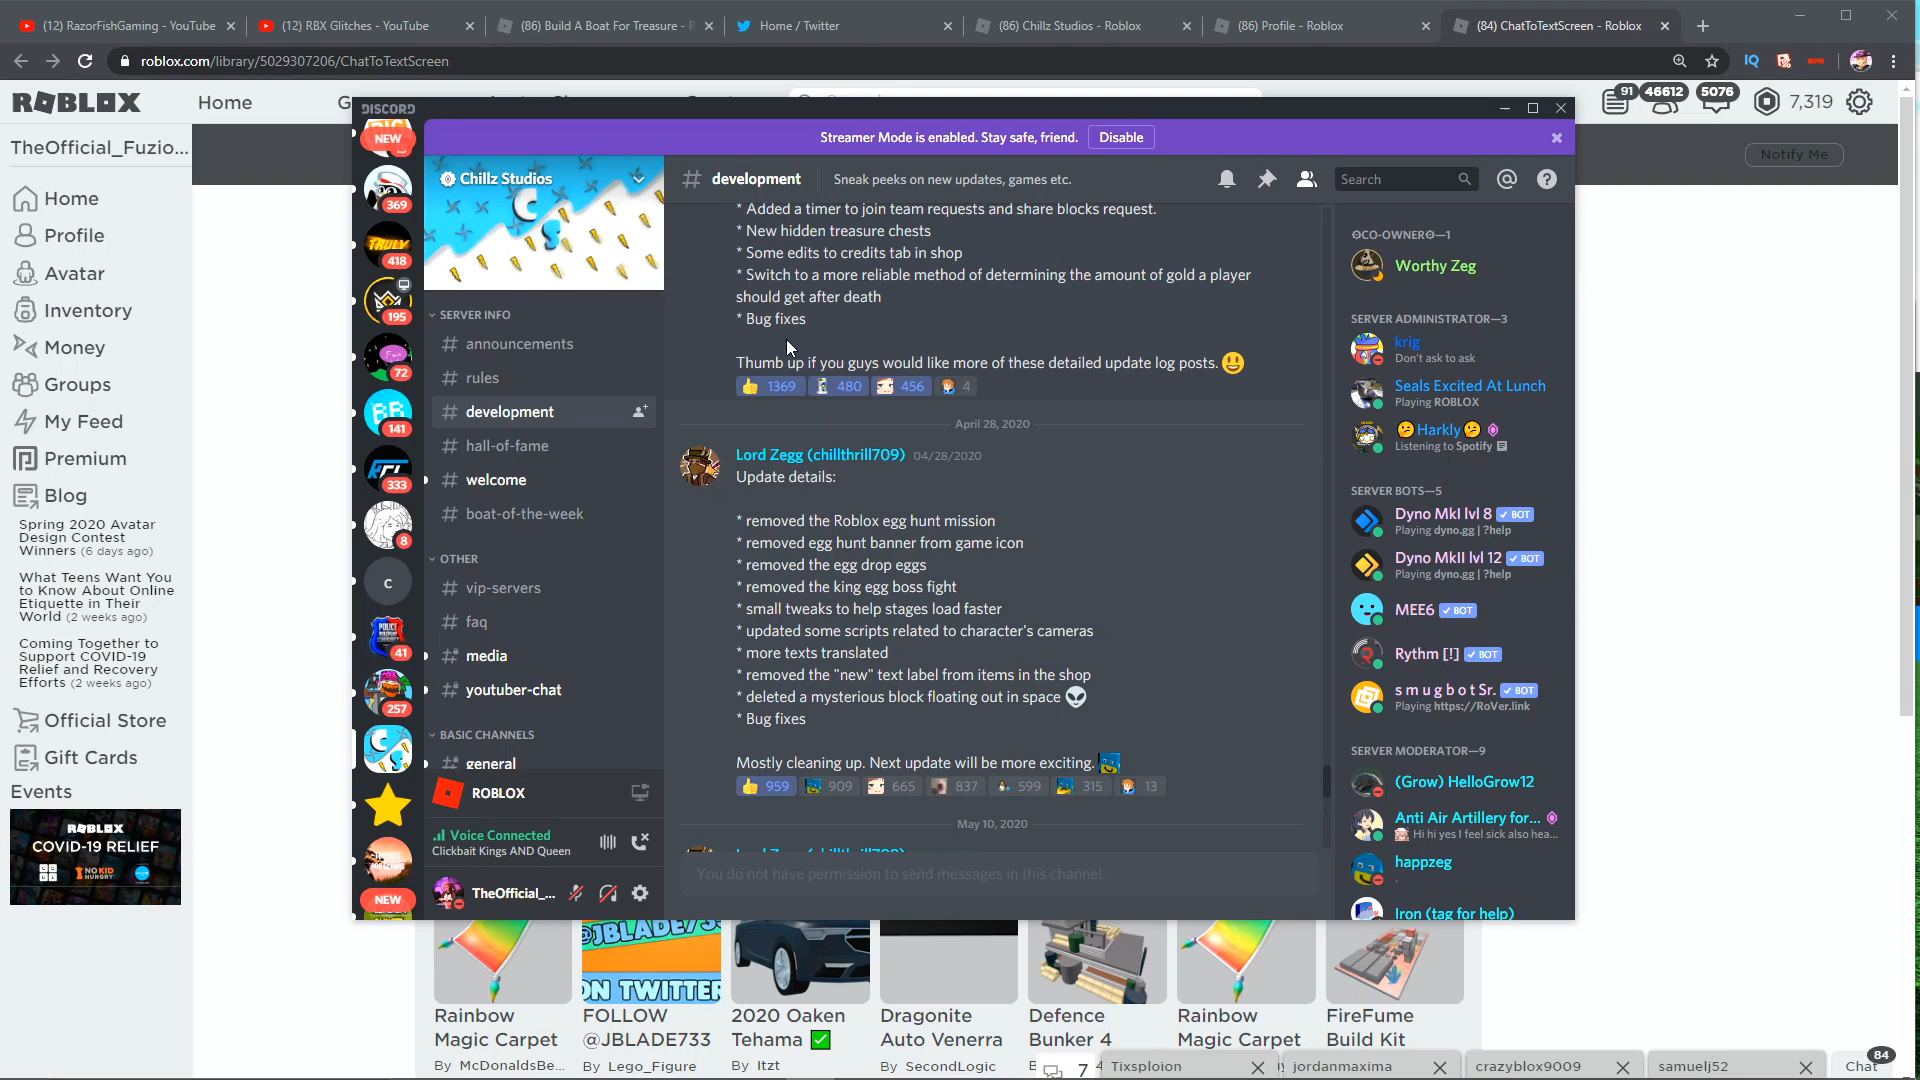 (12) RazorFishGaming - YouTube
(12) RBX Glitches - YouTube
(86) Build A Boat For Treasure - R
Home / Twitter
(86) Chillz Studios - Roblox
(86) Profile - Roblox
(84) ChatToTextScreen - Roblox
roblox.com/library/5029307206/ChatToTextScreen
IQ
ROBLOX
Home
G
91
46612
5076
7,319
TheOfficial_Fuzio...
Notify Me
Home
Profile
Avatar
Inventory
Money
Groups
My Feed
Premium
Blog
Spring 2020 Avatar
Design Contest
Winners (6 days ago)
What Teens Want You
to Know About Online
Etiquette in Their
World (2 weeks ago)
Coming Together to
Support COVID-19
Relief and Recovery
Efforts (2 weeks ago)
Official Store
Gift Cards
Events
ROBLOX
COVID-19 RELIEF
NO KID
HUNGRY
DISCORD
NEW
369
TRULY
418
195
72
BB
141
333
8
C
POLICE
41
257
NEW
Streamer Mode is enabled. Stay safe, friend.
Disable
Chillz Studios
SERVER INFO
# announcements
# rules
# development
# hall-of-fame
# welcome
# boat-of-the-week
OTHER
# vip-servers
# faq
# media
# youtuber-chat
BASIC CHANNELS
# general
ROBLOX
Voice Connected
Clickbait Kings AND Queen
TheOfficial_...
# development
Sneak peeks on new updates, games etc.
Search
* Added a timer to join team requests and share blocks request.
* New hidden treasure chests
* Some edits to credits tab in shop
* Switch to a more reliable method of determining the amount of gold a player
should get after death
* Bug fixes
Thumb up if you guys would like more of these detailed update log posts. 😃
👍 1369 480 456 4
April 28, 2020
Lord Zegg (chillthrill709) 04/28/2020
Update details:
* removed the Roblox egg hunt mission
* removed egg hunt banner from game icon
* removed the egg drop eggs
* removed the king egg boss fight
* small tweaks to help stages load faster
* updated some scripts related to character's cameras
* more texts translated
* removed the "new" text label from items in the shop
* deleted a mysterious block floating out in space 👽
* Bug fixes
Mostly cleaning up. Next update will be more exciting.
👍 959 909 665 837 599 315 13
May 10, 2020
You do not have permission to send messages in this channel.
⚙CO-OWNER⚙—1
Worthy Zeg
SERVER ADMINISTRATOR—3
krig
Don't ask to ask
Seals Excited At Lunch
Playing ROBLOX
🤔Harkly🤔
Listening to Spotify
SERVER BOTS—5
Dyno MkI lvl 8 ✓ BOT
Playing dyno.gg | ?help
Dyno MkII lvl 12 ✓ BOT
Playing dyno.gg | ?help
MEE6 ✓ BOT
Rythm [!] ✓ BOT
s m u g b o t Sr. ✓ BOT
Playing https://RoVer.link
SERVER MODERATOR—9
(Grow) HelloGrow12
Anti Air Artillery for...
Hi hi yes I feel sick also hea...
happzeg
.
Iron (tag for help)
@JBLADE733
ON TWITTER
Rainbow
Magic Carpet
By McDonaldsBe...
FOLLOW
@JBLADE733
By Lego_Figure
2020 Oaken
Tehama ✅
By Itzt
Dragonite
Auto Venerra
By SecondLogic
Defence
Bunker 4
Rainbow
Magic Carpet
FireFume
Build Kit
7
Tixsploion
jordanmaxima
crazyblox9009
samuelj52
Chat
84